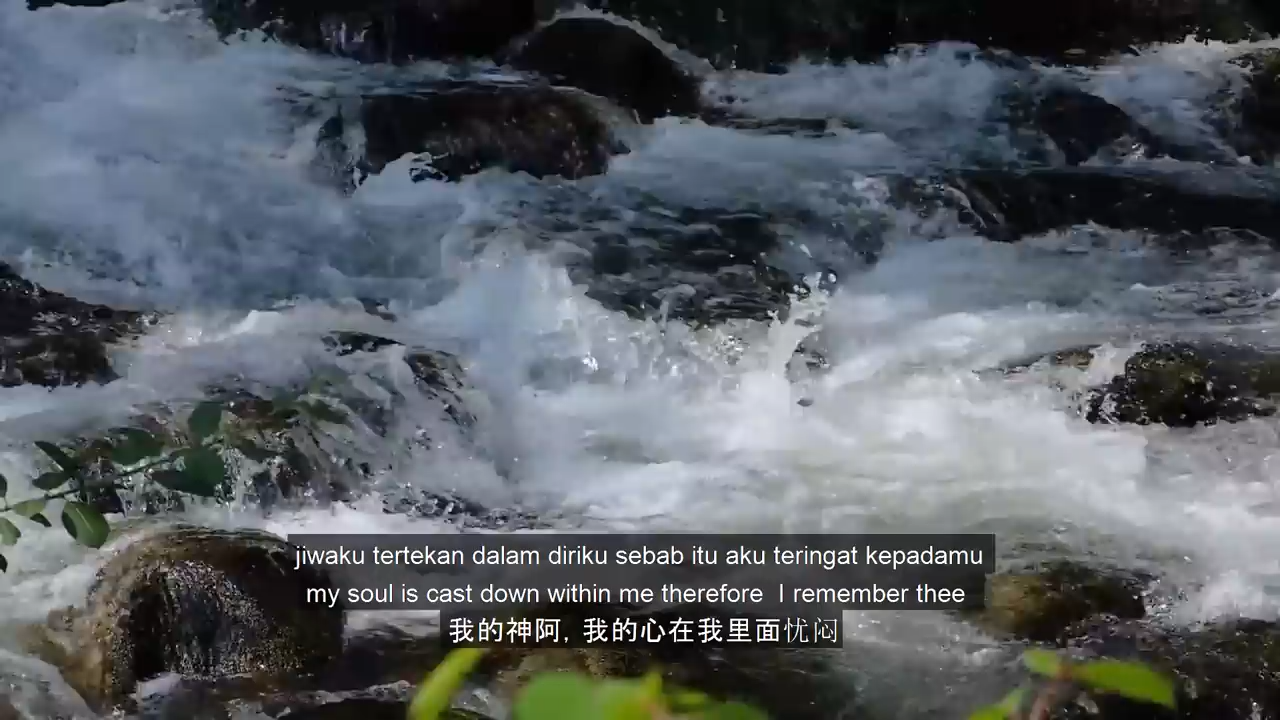 jiwaku tertekan dalam diriku sebab itu aku teringat kepadamu
my soul is cast down within me therefore  I remember thee
我的神阿, 我的心在我里面忧闷